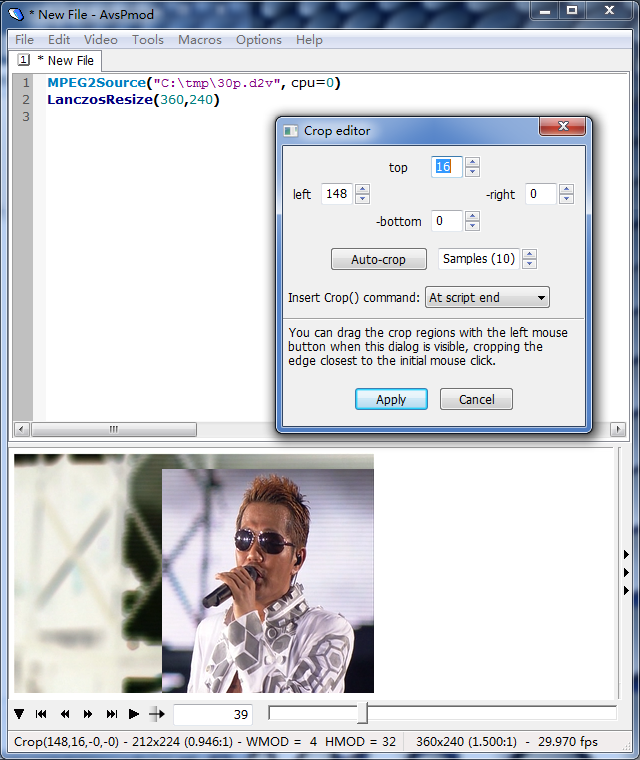 * New File - AvsPmod
File Edit Video Tools Macros Options Help
1 * New File
1 MPEG2Source("C:\tmp\30p.d2v", cpu=0)
2 LanczosResize(360,240)
3
Crop editor
top 16
left 148 -right 0
-bottom 0
Auto-crop Samples (10)
Insert Crop() command: At script end
You can drag the crop regions with the left mouse
button when this dialog is visible, cropping the
edge closest to the initial mouse click.
Apply Cancel
39
Crop(148,16,-0,-0) - 212x224 (0.946:1) - WMOD = 4 HMOD = 32 360x240 (1.500:1) - 29.970 fps